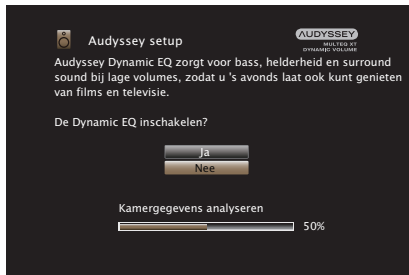 Audyssey setup
AUDYSSEY
MULTEQ XT
DYNAMIC VOLUME
Audyssey Dynamic EQ zorgt voor bass, helderheid en surround
sound bij lage volumes, zodat u 's avonds laat ook kunt genieten
van films en televisie.
De Dynamic EQ inschakelen?
Ja
Nee
Kamergegevens analyseren
50%